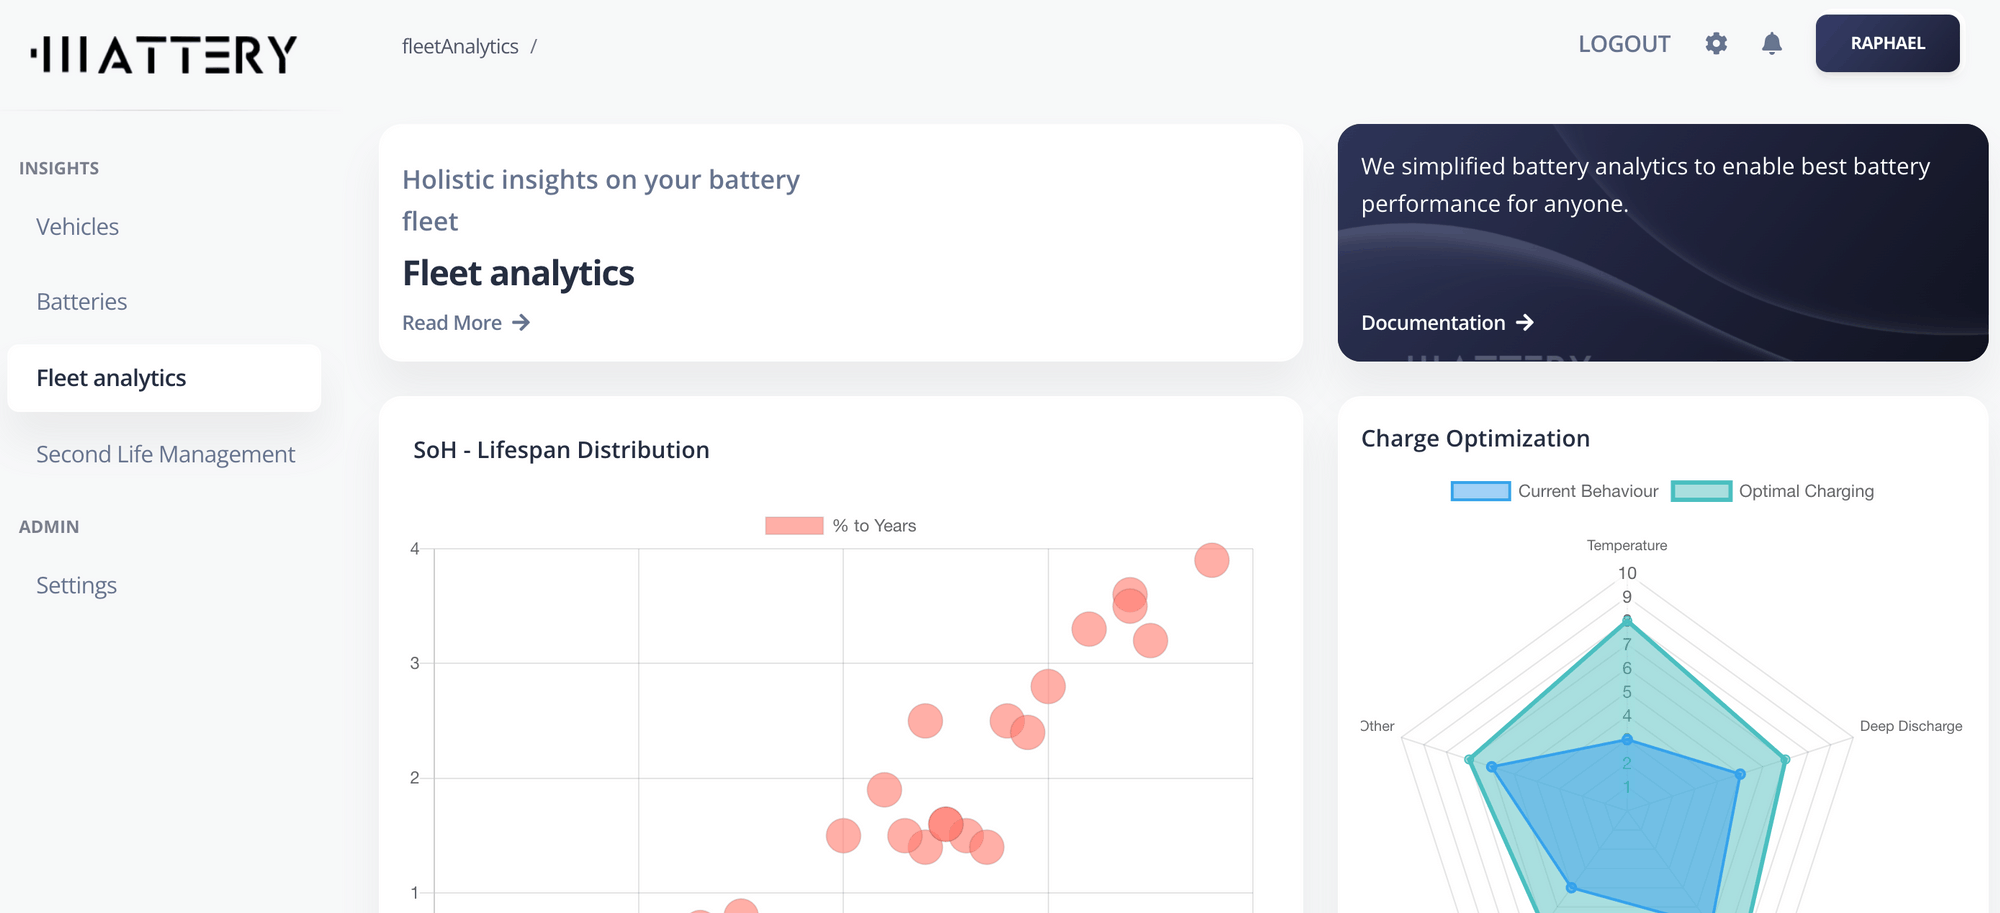 WATTERY
fleetAnalytics /
LOGOUT
RAPHAEL
INSIGHTS
Vehicles
Batteries
Fleet analytics
Second Life Management
ADMIN
Settings
Holistic insights on your battery
fleet
Fleet analytics
Read More
We simplified battery analytics to enable best battery
performance for anyone.
Documentation
SoH - Lifespan Distribution
% to Years
4
3
2
1
Charge Optimization
Current Behaviour
Optimal Charging
Temperature
10
9
8
7
6
5
4
2
1
Other
Deep Discharge